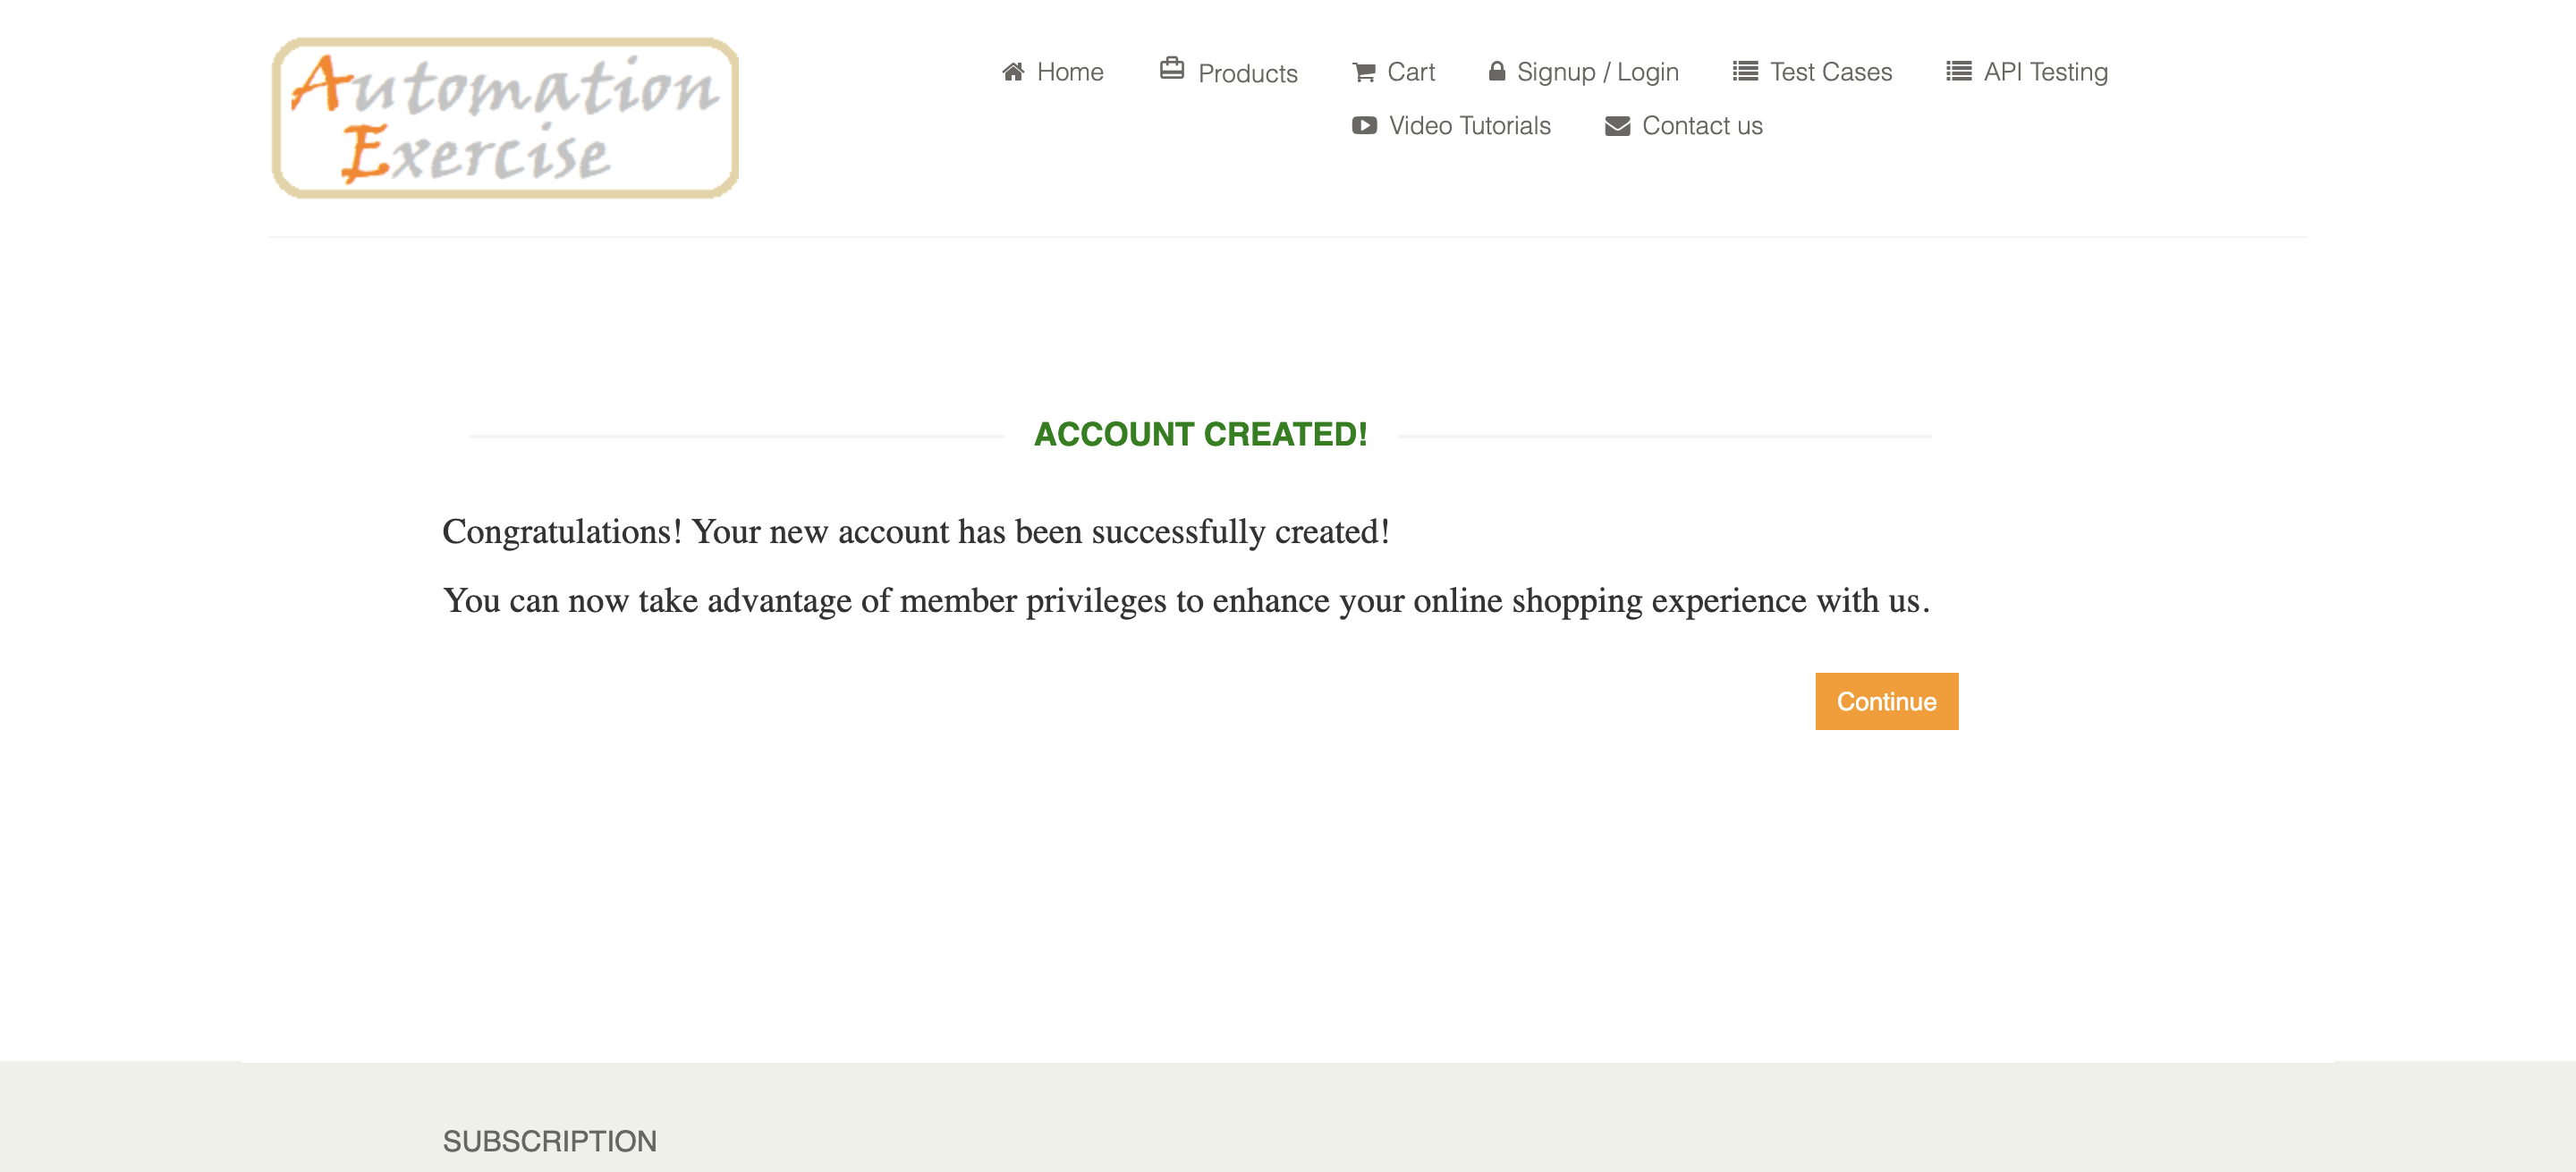 Automation
Exercise
Home Products Cart Signup / Login Test Cases API Testing
Video Tutorials Contact us
ACCOUNT CREATED!
Congratulations! Your new account has been successfully created!
You can now take advantage of member privileges to enhance your online shopping experience with us.
Continue
SUBSCRIPTION